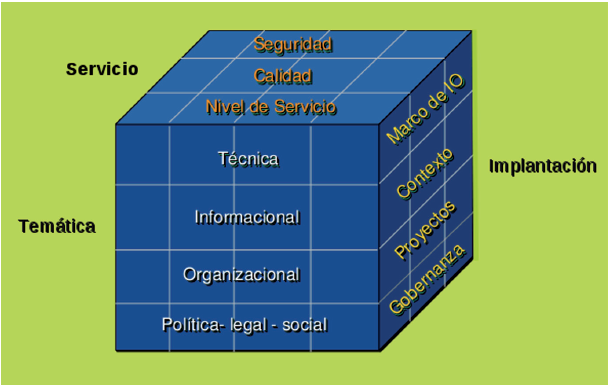 Seguridad
Servicio
Calidad
Nivel de Servicio
Marco de IO
Técnica
Contexto
Implantación
Informacional
Temática
Proyectos
Organizacional
Gobernanza
Política- legal - social